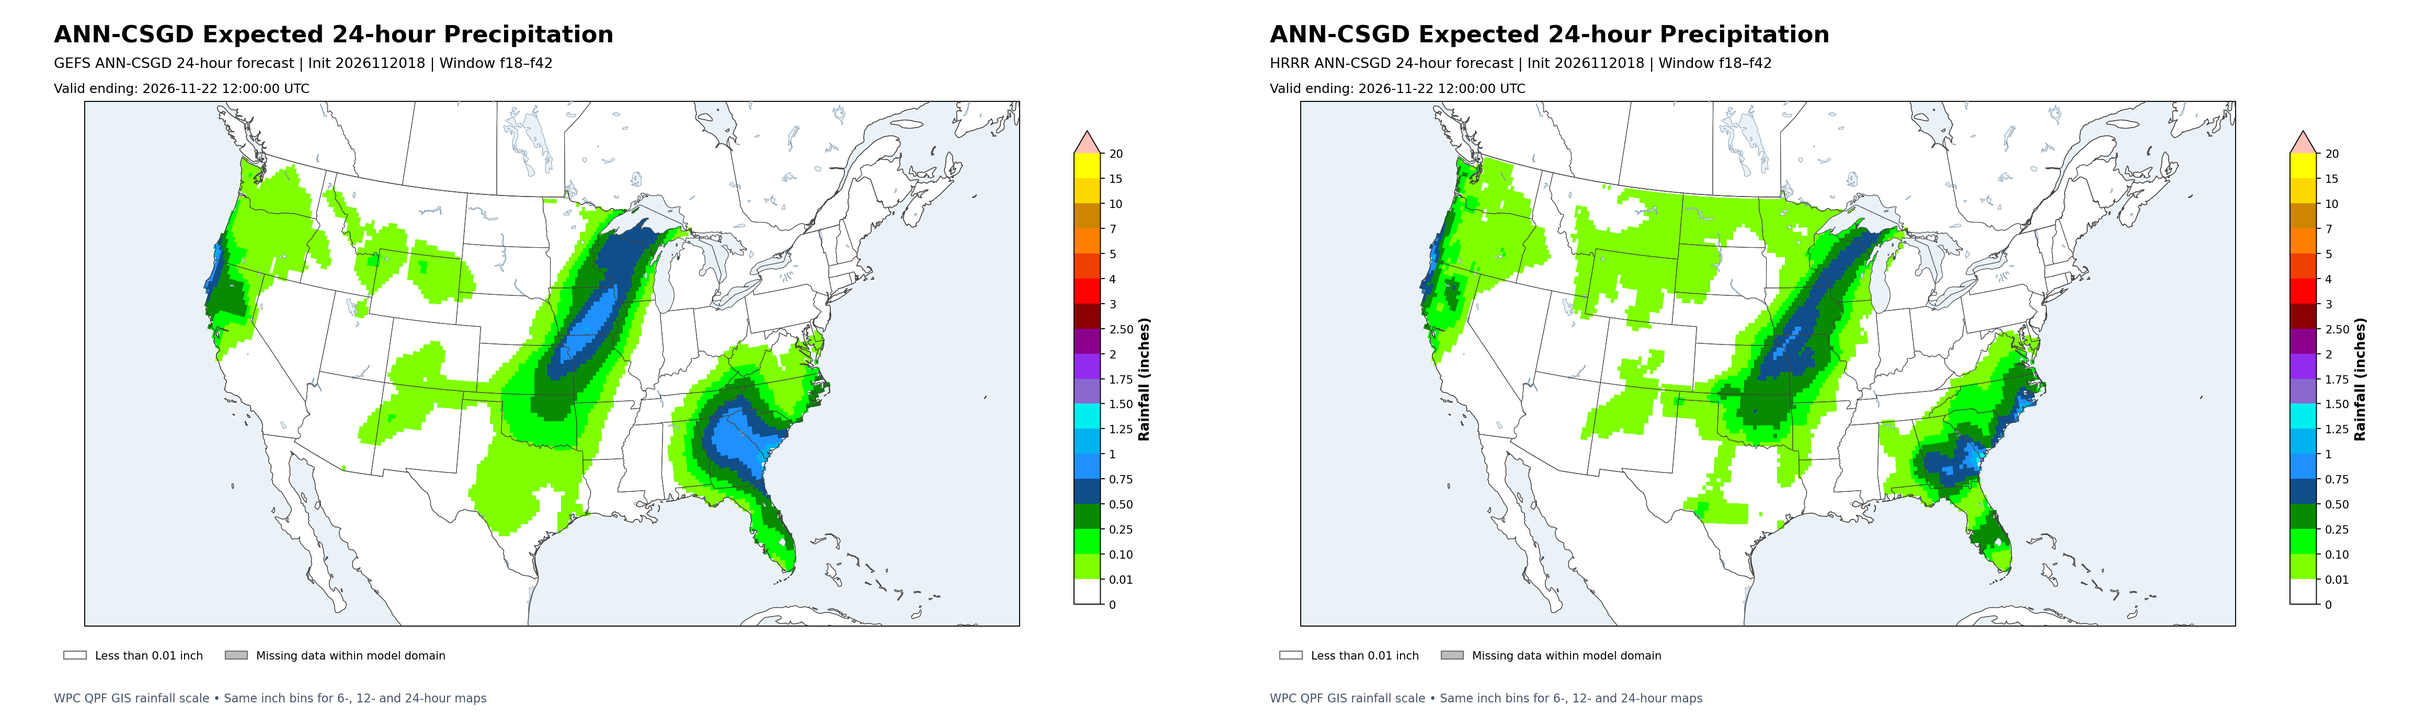 ANN-CSGD Expected 24-hour Precipitation
GEFS ANN-CSGD 24-hour forecast | Init 2026112018 | Window f18–f42
Valid ending: 2026-11-22 12:00:00 UTC
20
15
10
7
5
4
3
2.50
2
1.75
1.50
1.25
1
0.75
0.50
0.25
0.10
0.01
0
Rainfall (inches)
Less than 0.01 inch
Missing data within model domain
WPC QPF GIS rainfall scale • Same inch bins for 6-, 12- and 24-hour maps
ANN-CSGD Expected 24-hour Precipitation
HRRR ANN-CSGD 24-hour forecast | Init 2026112018 | Window f18–f42
Valid ending: 2026-11-22 12:00:00 UTC
20
15
10
7
5
4
3
2.50
2
1.75
1.50
1.25
1
0.75
0.50
0.25
0.10
0.01
0
Rainfall (inches)
Less than 0.01 inch
Missing data within model domain
WPC QPF GIS rainfall scale • Same inch bins for 6-, 12- and 24-hour maps